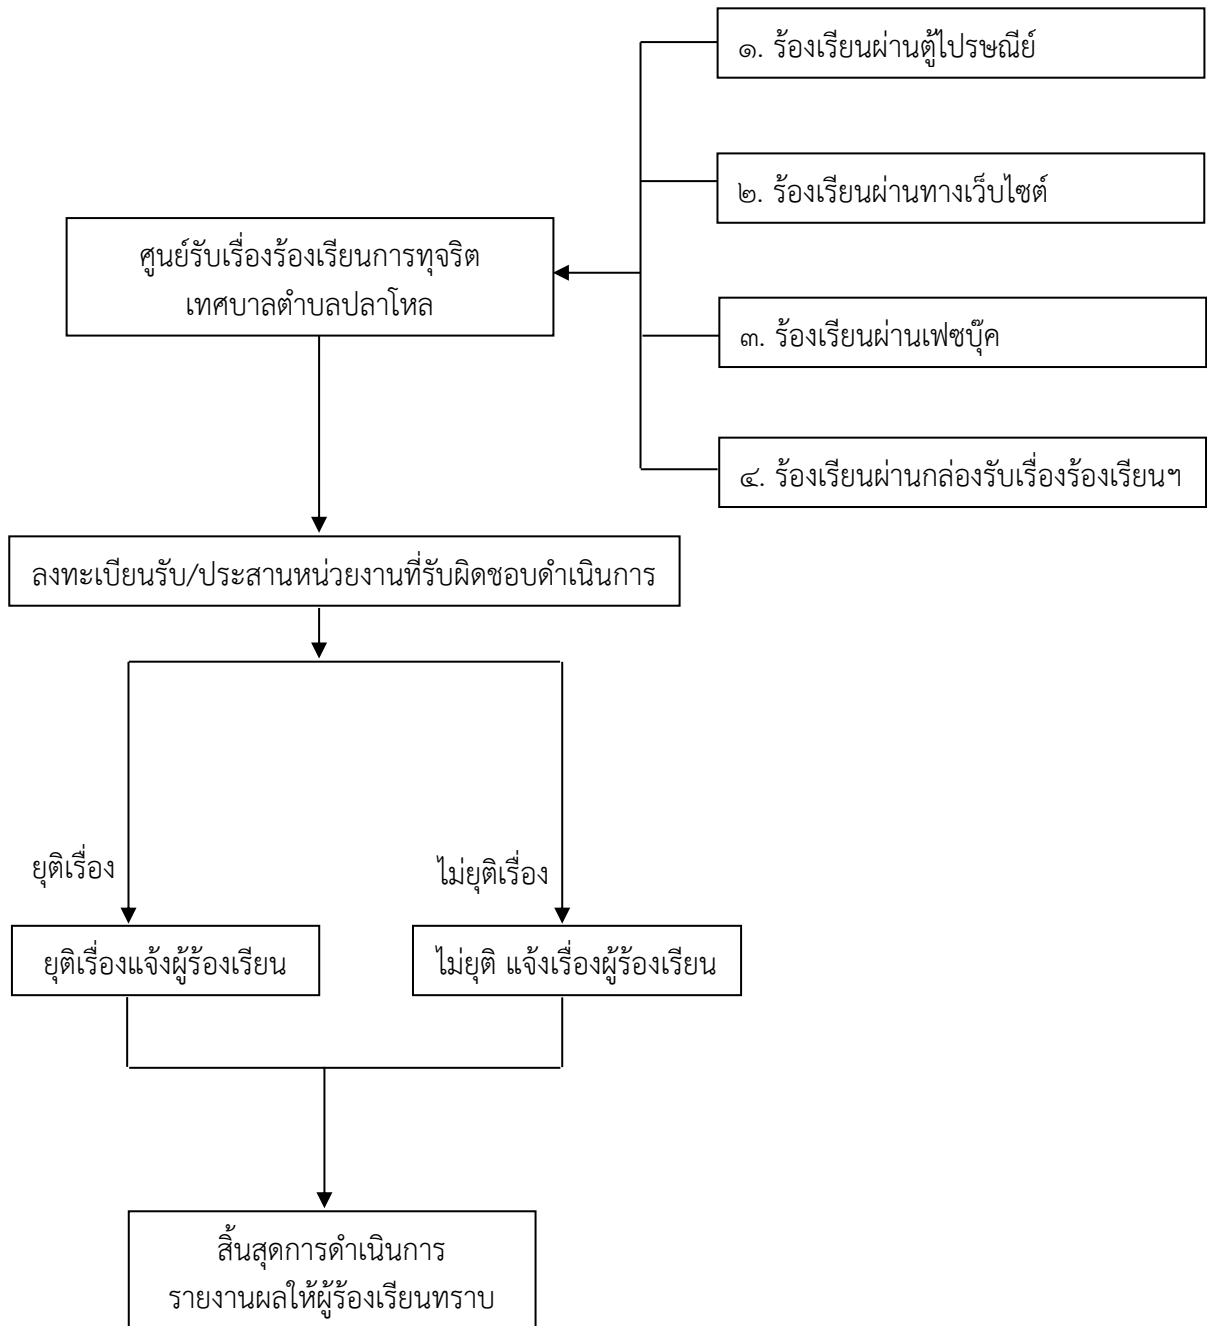 ๑. ร้องเรียนผ่านตู้ไปรษณีย์
๒. ร้องเรียนผ่านทางเว็บไซต์
ศูนย์รับเรื่องร้องเรียนการทุจริต
เทศบาลตำบลปลาโหล
๓. ร้องเรียนผ่านเฟซบุ๊ค
๔. ร้องเรียนผ่านกล่องรับเรื่องร้องเรียนฯ
ลงทะเบียนรับ/ประสานหน่วยงานที่รับผิดชอบดำเนินการ
ยุติเรื่อง
ไม่ยุติเรื่อง
ยุติเรื่องแจ้งผู้ร้องเรียน
ไม่ยุติ แจ้งเรื่องผู้ร้องเรียน
สิ้นสุดการดำเนินการ
รายงานผลให้ผู้ร้องเรียนทราบ